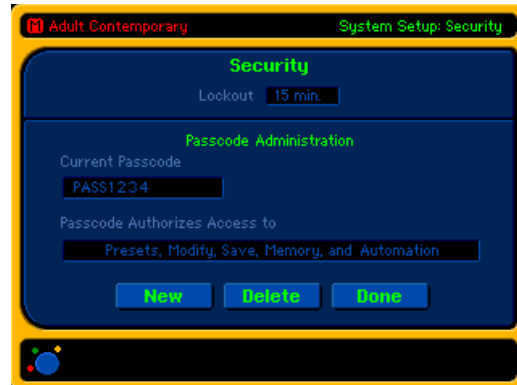 M Adult Contemporary System Setup: Security
Security
Lockout 15 min.
Passcode Administration
Current Passcode
PASS1234
Passcode Authorizes Access to
Presets, Modify, Save, Memory, and Automation
New Delete Done